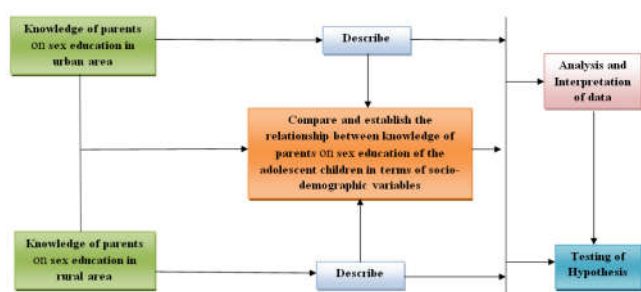 Knowledge of parents
on sex education in
urban area
Describe
Analysis and
Interpretation
of data
Compare and establish the
relationship between knowledge of
parents on sex education of the
adolescent children in terms of socio-
demographic variables
Knowledge of parents
on sex education in
rural area
Describe
Testing of
Hypothesis